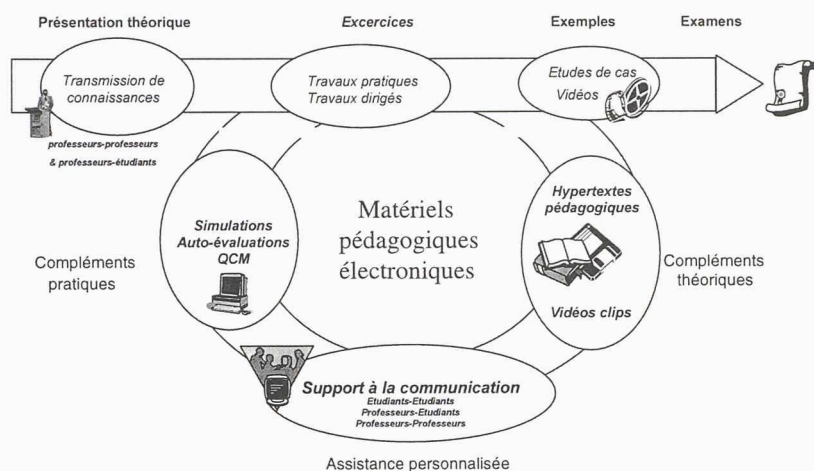 Présentation théorique
Excercices
Exemples
Examens
Transmission de
connaissances
Travaux pratiques
Travaux dirigés
Etudes de cas
Vidéos
professeurs-professeurs
& professeurs-étudiants
Simulations
Auto-évaluations
QCM
Matériels
pédagogiques
électroniques
Hypertextes
pédagogiques
Vidéos clips
Compléments
pratiques
Compléments
théoriques
Support à la communication
Etudiants-Etudiants
Professeurs-Etudiants
Professeurs-Professeurs
Assistance personnalisée